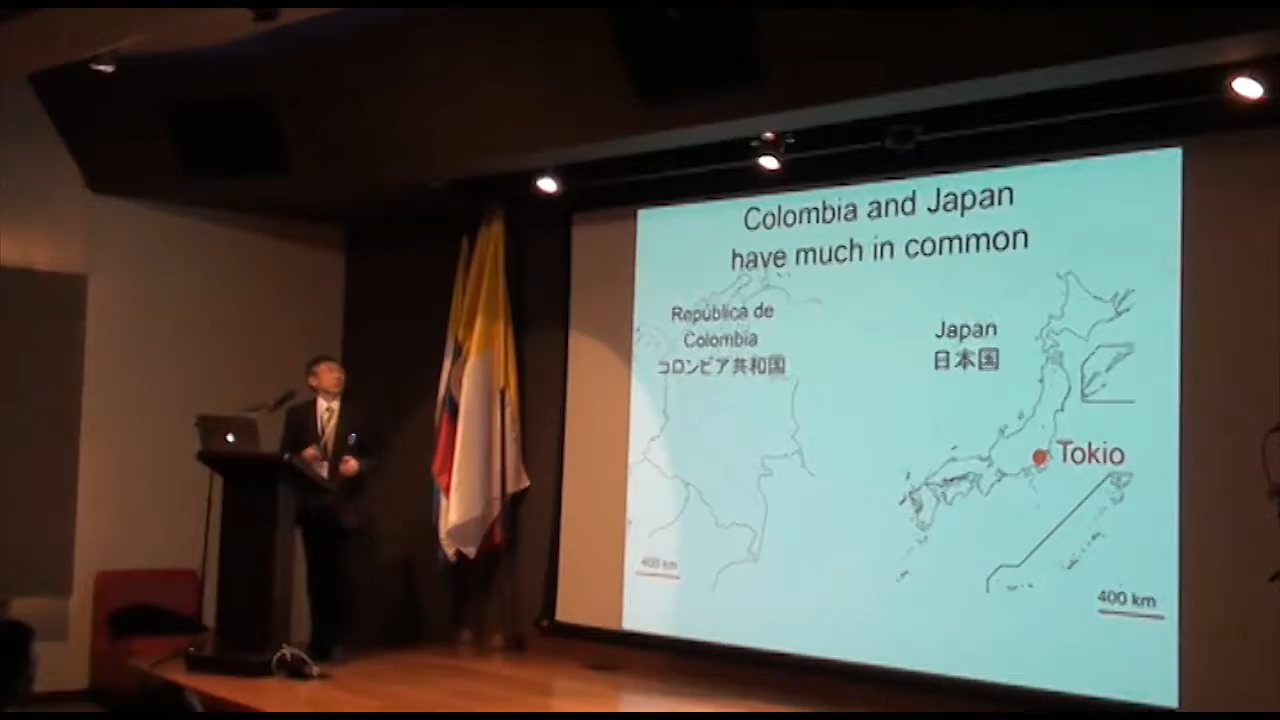 Colombia and Japan
have much in common
República de
Colombia
コロンビア共和国
Japan
日本国
Tokio
400 km
400 km